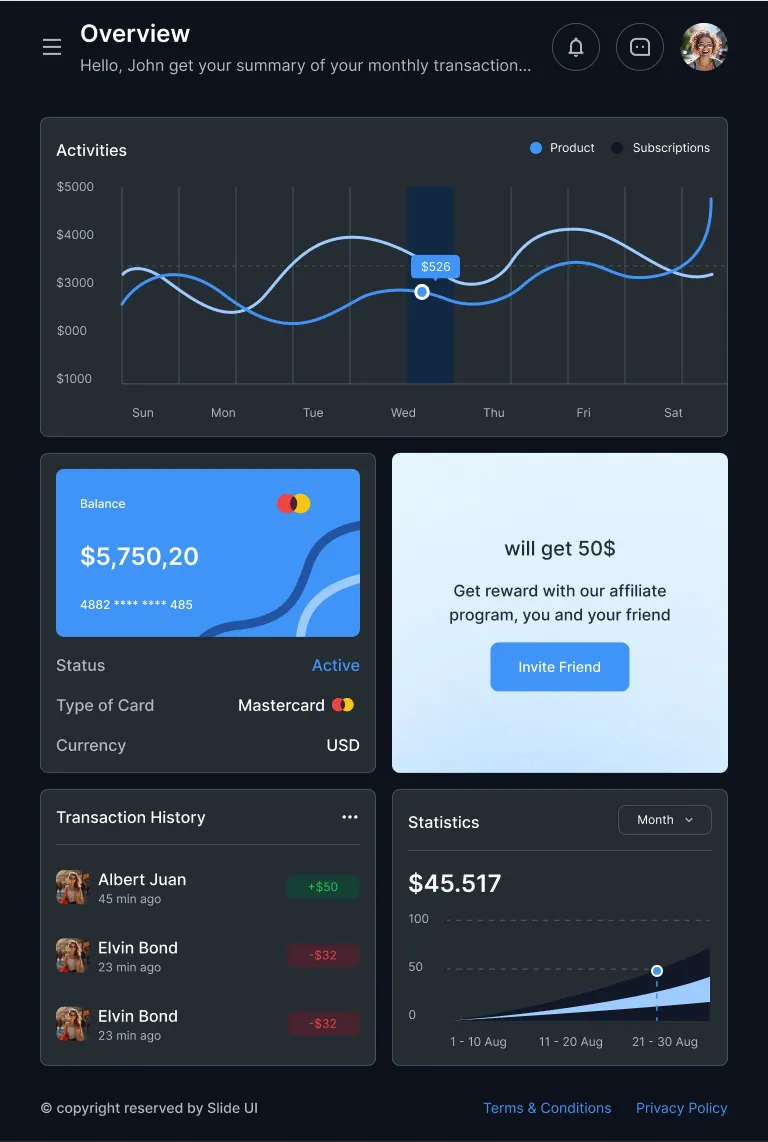 Overview
Hello, John get your summary of your monthly transaction...
Activities
Product
Subscriptions
$5000
$4000
$3000
$000
$1000
$526
Sun Mon Tue Wed Thu Fri Sat
Balance
$5,750,20
4882 **** **** 485
Status Active
Type of Card Mastercard
Currency USD
will get 50$
Get reward with our affiliate
program, you and your friend
Invite Friend
Transaction History
Albert Juan
45 min ago
+$50
Elvin Bond
23 min ago
-$32
Elvin Bond
23 min ago
-$32
Statistics
Month
$45.517
100
50
0
1 - 10 Aug 11 - 20 Aug 21 - 30 Aug
© copyright reserved by Slide UI
Terms & Conditions Privacy Policy